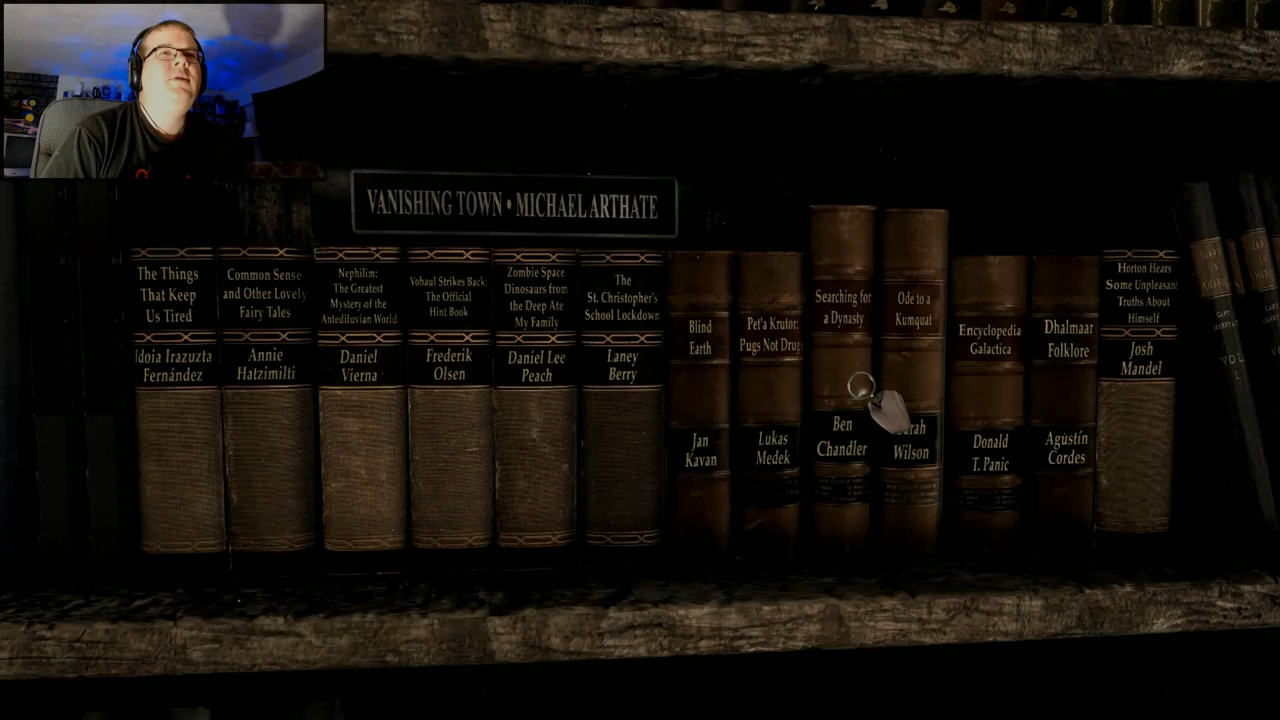 VANISHING TOWN • MICHAEL ARTHATE
The Things
That Keep
Us Tired
Idoia Irazuzta
Fernández
Common Sense
and Other Lovely
Fairy Tales
Annie
Hatzimilti
Nephilim:
The Greatest
Mystery of the
Antediluvian World
Daniel
Vierna
Vohaul Strikes Back:
The Official
Hint Book
Frederik
Olsen
Zombie Space
Dinosaurs from
the Deep Ate
My Family
Daniel Lee
Peach
The
St. Christopher's
School Lockdown
Laney
Berry
Blind
Earth
Jan
Kavan
Pet'a Krutor:
Pugs Not Drugs
Lukas
Medek
Searching for
a Dynasty
Ben
Chandler
Ode to a
Kumquat
Wilson
Encyclopedia
Galactica
Donald
T. Panic
Dhalmaar
Folklore
Agustín
Cordes
Horton Hears
Some Unpleasant
Truths About
Himself
Josh
Mandel
VOL